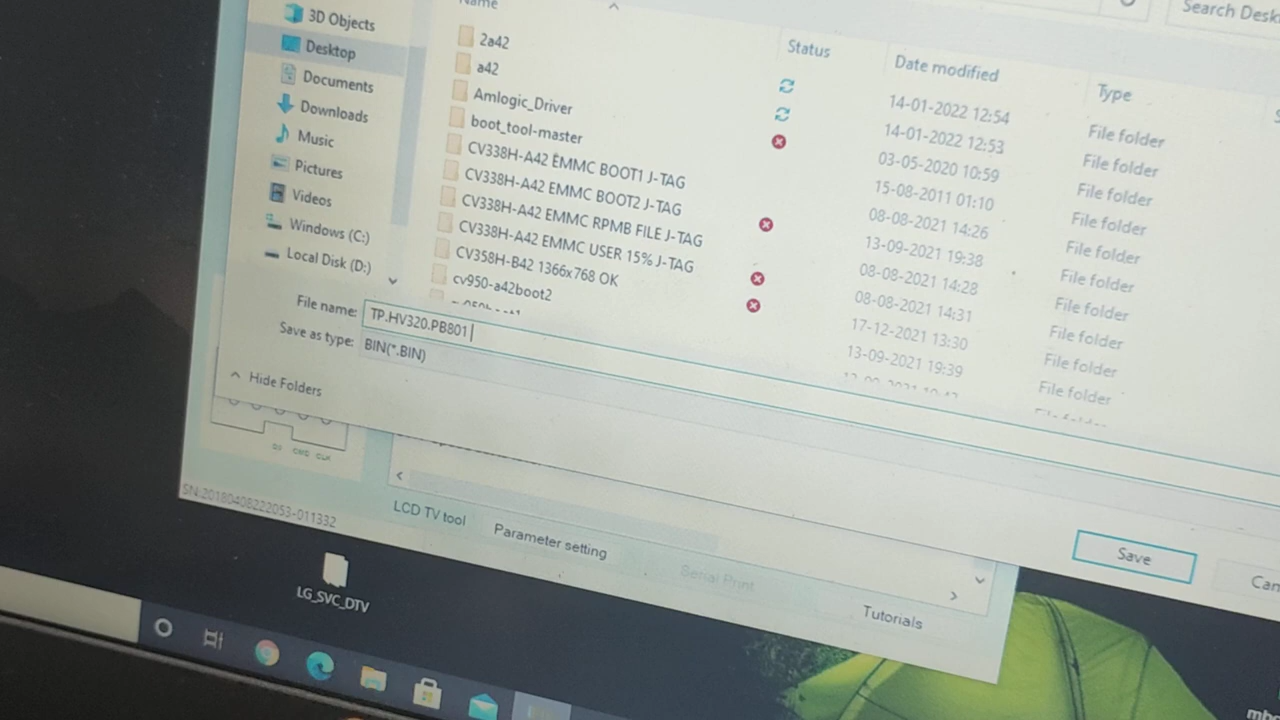 Search Desk
Name
Status
Date modified
Type
3D Objects
Desktop
Documents
Downloads
Music
Pictures
Videos
Windows (C:)
Local Disk (D:)
2a42
a42
Amlogic_Driver
boot_tool-master
CV338H-A42 EMMC BOOT1 J-TAG
CV338H-A42 EMMC BOOT2 J-TAG
CV338H-A42 EMMC RPMB FILE J-TAG
CV338H-A42 EMMC USER 15% J-TAG
CV358H-B42 1366x768 OK
cv950-a42boot2
14-01-2022 12:54
14-01-2022 12:53
03-05-2020 10:59
15-08-2011 01:10
08-08-2021 14:26
13-09-2021 19:38
08-08-2021 14:28
08-08-2021 14:31
17-12-2021 13:30
13-09-2021 19:39
File folder
File folder
File folder
File folder
File folder
File folder
File folder
File folder
File folder
File folder
File name: TP.HV320.PB801
Save as type: BIN(*.BIN)
Hide Folders
Save
Can
SN:20180408222053-011332
LCD TV tool
Parameter setting
Serial Print
Tutorials
LG_SVC_DTV